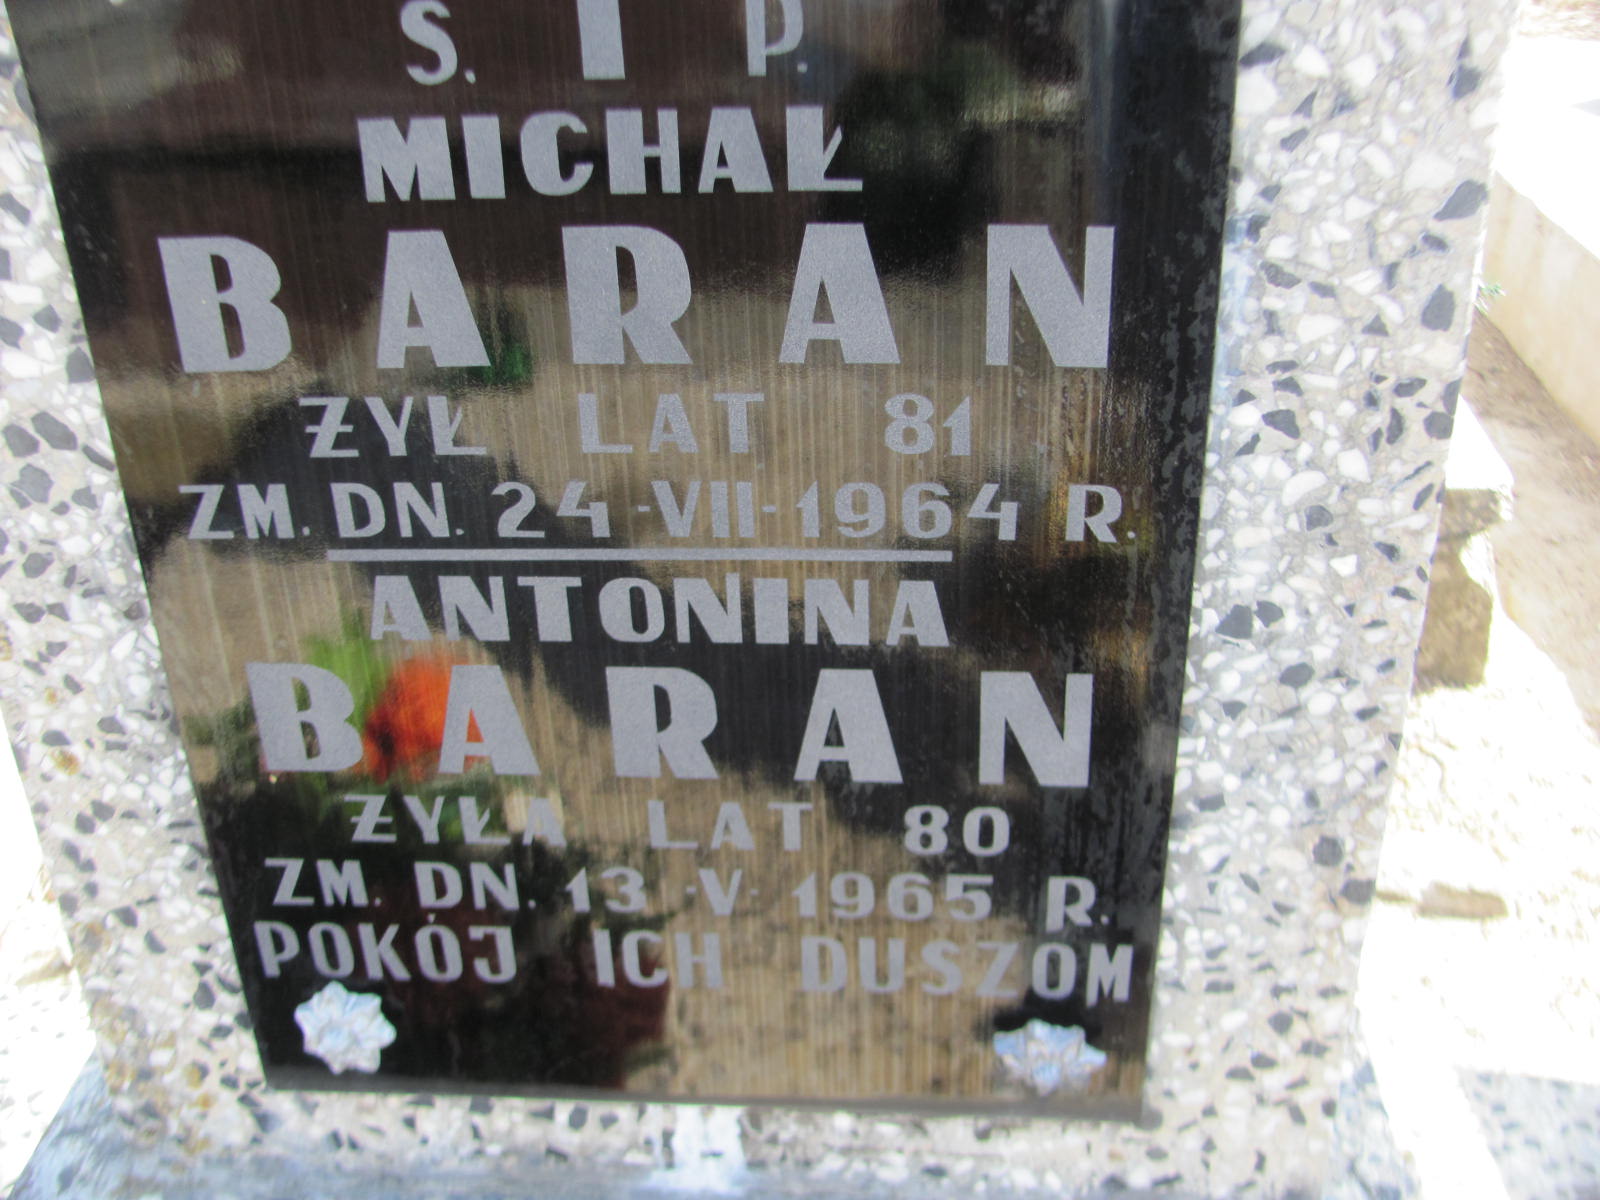 Ś. † P.
MICHAŁ
BARAN
ŻYŁ LAT 81
ZM. DN. 24-VII-1964 R.
ANTONINA
BARAN
ŻYŁA LAT 80
ZM. DN. 13-V-1965 R.
POKÓJ ICH DUSZOM